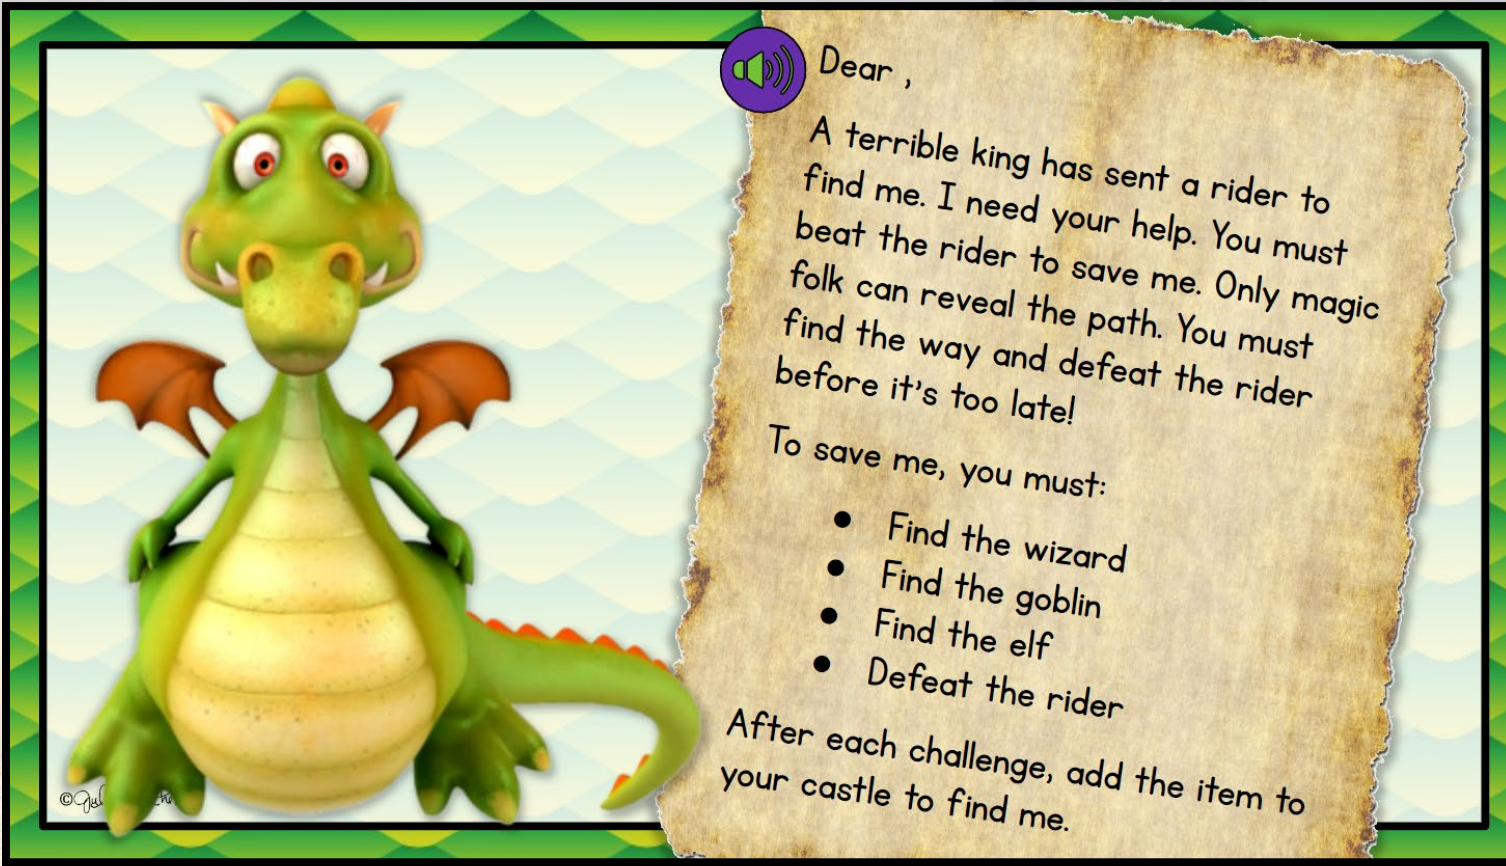 Dear ,
A terrible king has sent a rider to
find me. I need your help. You must
beat the rider to save me. Only magic
folk can reveal the path. You must
find the way and defeat the rider
before it's too late!
To save me, you must:
● Find the wizard
● Find the goblin
● Find the elf
● Defeat the rider
After each challenge, add the item to
your castle to find me.
©